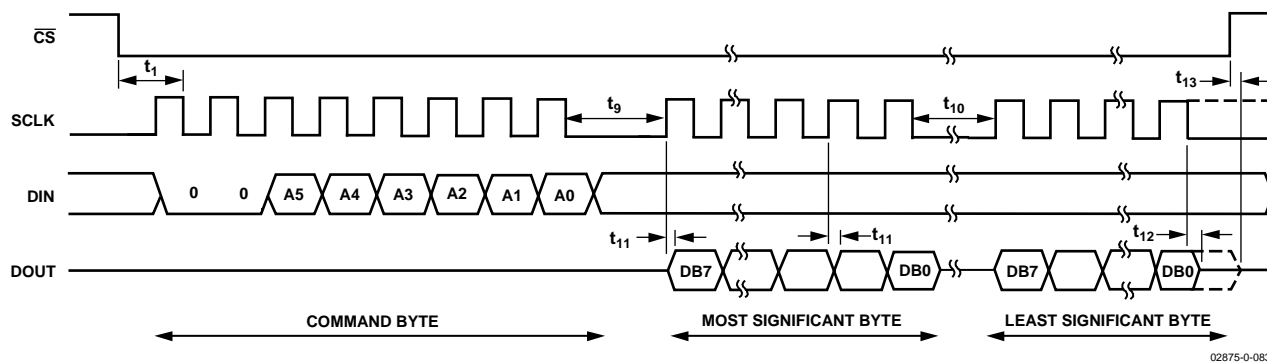 CS
t1
t13
SCLK
t9
t10
DIN
0 0 A5 A4 A3 A2 A1 A0
t11
t11
t12
DOUT
DB7 DB0 DB7 DB0
COMMAND BYTE MOST SIGNIFICANT BYTE LEAST SIGNIFICANT BYTE